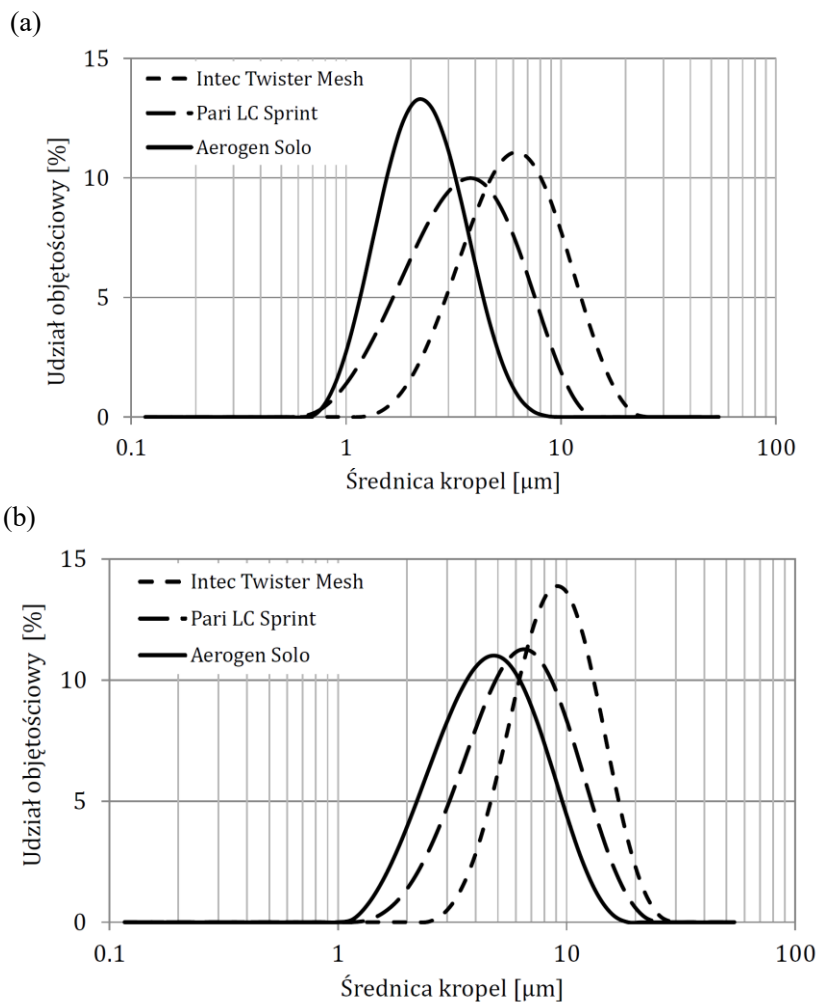 (a)
15
10
5
0
Udział objętościowy [%]
Intec Twister Mesh
Pari LC Sprint
Aerogen Solo
0.1 1 10 100
Średnica kropel [µm]
(b)
15
10
5
0
Udział objętościowy [%]
Intec Twister Mesh
Pari LC Sprint
Aerogen Solo
0.1 1 10 100
Średnica kropel [µm]